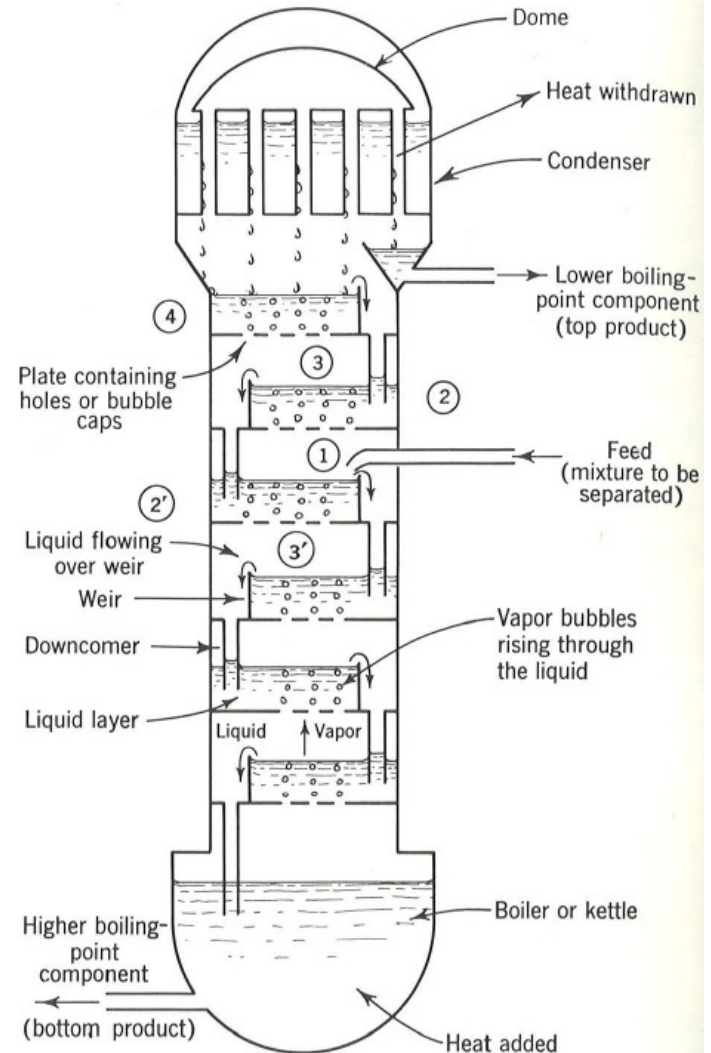 Dome
Heat withdrawn
Condenser
Lower boiling-
point component
(top product)
4
3
Plate containing
holes or bubble
caps
2
1
Feed
(mixture to be
separated)
2'
Liquid flowing
over weir
3'
Weir
Vapor bubbles
rising through
the liquid
Downcomer
Liquid layer
Liquid
Vapor
Boiler or kettle
Higher boiling-
point
component
(bottom product)
Heat added